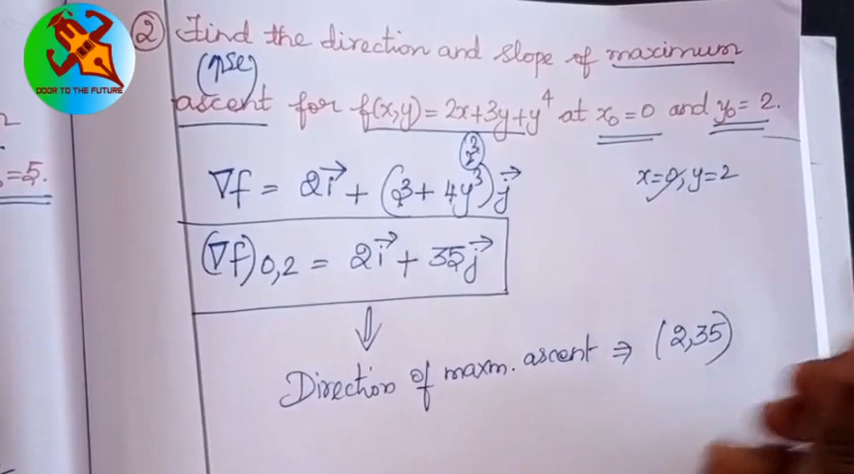 ② Find the direction and slope of maximum
(rise)
ascent for f(x,y) = 2x+3y+y⁴ at x₀=0 and y₀=2.
DOOR TO THE FUTURE
=5.
∇f = 2i⃗ + (3 + 4y³)j⃗
x=0, y=2
(∇f)0,2 = 2i⃗ + 35j⃗
⇓
Direction of maxm. ascent ⇒ (2,35)